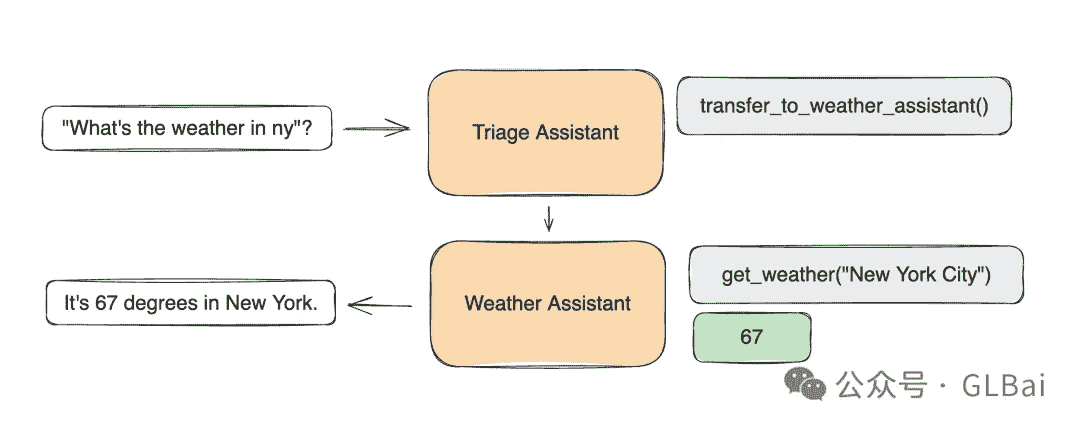 "What's the weather in ny"?
Triage Assistant
transfer_to_weather_assistant()
It's 67 degrees in New York.
Weather Assistant
get_weather("New York City")
67
公众号 · GLBai